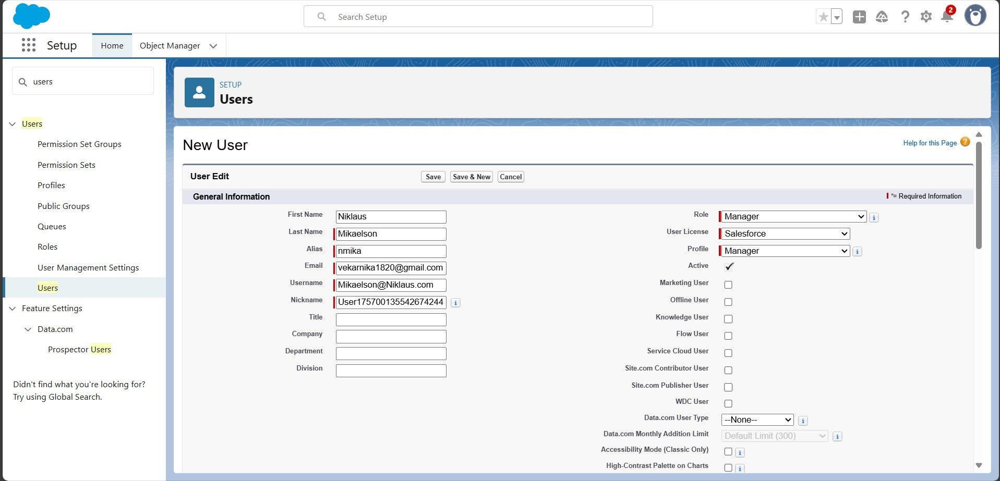 Search Setup
2
Setup
Home
Object Manager
users
Users
Permission Set Groups
Permission Sets
Profiles
Public Groups
Queues
Roles
User Management Settings
Users
Feature Settings
Data.com
Prospector Users
Didn't find what you're looking for?
Try using Global Search.
SETUP
Users
New User
Help for this Page
User Edit
Save
Save & New
Cancel
General Information
*= Required Information
First Name Niklaus
Last Name Mikaelson
Alias nmika
Email vekarnika1820@gmail.com
Username Mikaelson@Niklaus.com
Nickname User175700135542674244
Title
Company
Department
Division
Role Manager
User License Salesforce
Profile Manager
Active
Marketing User
Offline User
Knowledge User
Flow User
Service Cloud User
Site.com Contributor User
Site.com Publisher User
WDC User
Data.com User Type --None--
Data.com Monthly Addition Limit Default Limit (300)
Accessibility Mode (Classic Only)
High-Contrast Palette on Charts